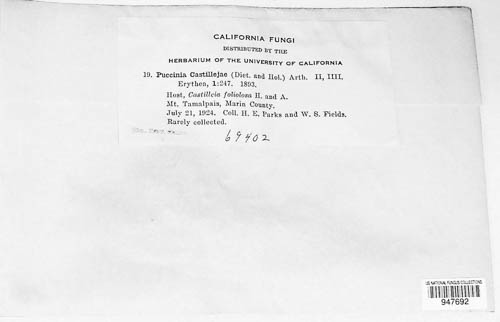 CALIFORNIA FUNGI
DISTRIBUTED BY THE
HERBARIUM OF THE UNIVERSITY OF CALIFORNIA
19. Puccinia Castillejae (Diet. and Hol.) Arth. II, IIII.
Erythea, 1:247. 1893.
Host, Castilleia foliolosa H. and A.
Mt. Tamalpais, Marin County.
July 21, 1924. Coll. H. E. Parks and W. S. Fields.
Rarely collected.
69402
US NATIONAL FUNGUS COLLECTIONS
947692